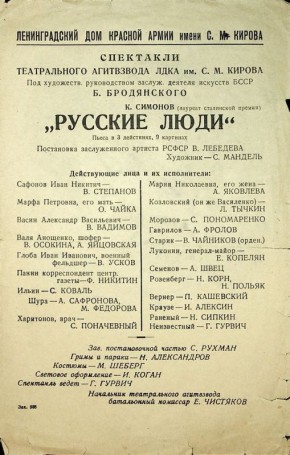 ЛЕНИНГРАДСКИЙ ДОМ КРАСНОЙ АРМИИ ИМЕНИ С. М. КИРОВА
СПЕКТАКЛИ
ТЕАТРАЛЬНОГО АГИТВЗВОДА ЛДКА им. С. М. КИРОВА
Под художеств. руководством заслуж. деятеля искусств БССР
Б. БРОДЯНСКОГО
К. СИМОНОВ (лауреат сталинской премии)
„РУССКИЕ ЛЮДИ“
Пьеса в 3 действиях, 9 картинах
Постановка заслуженного артиста РСФСР В. ЛЕБЕДЕВА
Художник—С. МАНДЕЛЬ
Действующие лица и их исполнители:
Сафонов Иван Никитич—
В. СТЕПАНОВ
Марфа Петровна, его мать—
О. ЧАЙКА
Васин Александр Васильевич—
В. ВАДИМОВ
Валя Анощенко, шофер—
В. ОСОКИНА, А. ЯЙЦОВСКАЯ
Глоба Иван Иванович, военный
фельдшер—В. УСКОВ
Панин корреспондент центр.
газеты—Ф. НИКИТИН
Ильин—С. КОВАЛЬ
Шура—А. САФРОНОВА,
М. ФЕДОРОВА
Харитонов, врач—
С. ПОНАЧЕВНЫЙ
Мария Николаевна, его жена—
А. ЯКОВЛЕВА
Козловский (он же Василенко)—
Л. ТЫЧКИН
Морозов—С. ПОНОМАРЕНКО
Гаврилов—А. ФРОЛОВ
Старик—В. ЧАЙНИКОВ (орден.)
Луконин, генерал-майор—
Е. КОПЕЛЯН
Семенов—А. ШВЕЦ
Розенберг—Н. КОРН,
Н. ПОЛЬЯК
Вернер—П. КАШЕВСКИЙ
Краузе—И. АЛЕКСИН
Раненый—Н. СИПКИН
Неизвестный—Г. ГУРВИЧ
Зав. постановочной частью С. РУХМАН
Гримы и парики—Н. АЛЕКСАНДРОВ
Костюмы—М. ШЕБЕРГ
Световое оформление—И. КОГАН
Спектакль ведет—Г. ГУРВИЧ
Начальник театрального агитвзвода
батальонный комиссар Е. ЧИСТЯКОВ
Зак.